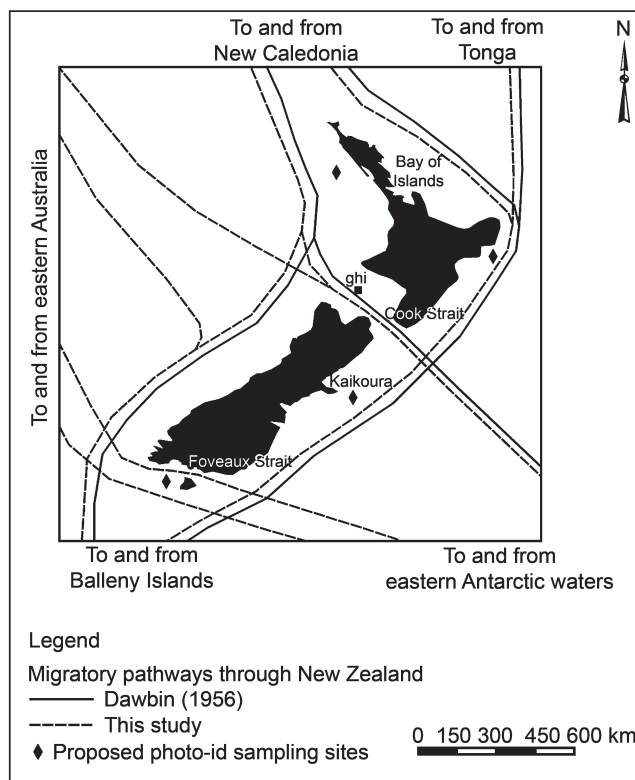 To and from
New Caledonia
To and from
Tonga
N
To and from eastern Australia
Bay of
Islands
ghi
Cook Strait
Kaikoura
Foveaux Strait
To and from
Balleny Islands
To and from
eastern Antarctic waters
Legend
Migratory pathways through New Zealand
Dawbin (1956)
This study
Proposed photo-id sampling sites
0 150 300 450 600 km